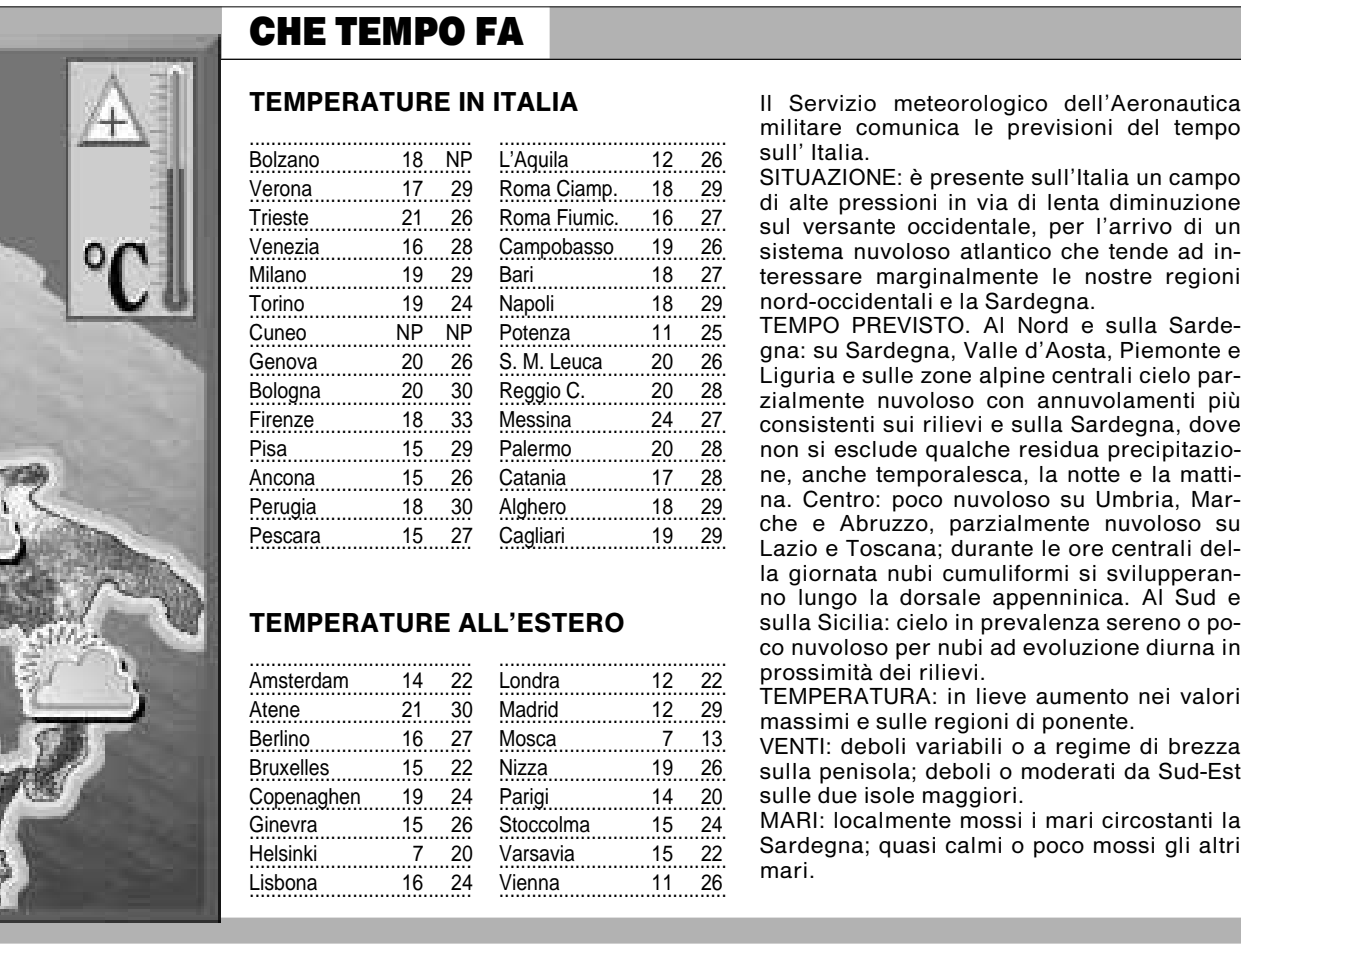 CHE TEMPO FA
°C
TEMPERATURE IN ITALIA
Bolzano 18 NP
Verona 17 29
Trieste 21 26
Venezia 16 28
Milano 19 29
Torino 19 24
Cuneo NP NP
Genova 20 26
Bologna 20 30
Firenze 18 33
Pisa 15 29
Ancona 15 26
Perugia 18 30
Pescara 15 27
L'Aquila 12 26
Roma Ciamp. 18 29
Roma Fiumic. 16 27
Campobasso 19 26
Bari 18 27
Napoli 18 29
Potenza 11 25
S. M. Leuca 20 26
Reggio C. 20 28
Messina 24 27
Palermo 20 28
Catania 17 28
Alghero 18 29
Cagliari 19 29
TEMPERATURE ALL'ESTERO
Amsterdam 14 22
Atene 21 30
Berlino 16 27
Bruxelles 15 22
Copenaghen 19 24
Ginevra 15 26
Helsinki 7 20
Lisbona 16 24
Londra 12 22
Madrid 12 29
Mosca 7 13
Nizza 19 26
Parigi 14 20
Stoccolma 15 24
Varsavia 15 22
Vienna 11 26
Il Servizio meteorologico dell'Aeronautica
militare comunica le previsioni del tempo
sull' Italia.
SITUAZIONE: è presente sull'Italia un campo
di alte pressioni in via di lenta diminuzione
sul versante occidentale, per l'arrivo di un
sistema nuvoloso atlantico che tende ad in-
teressare marginalmente le nostre regioni
nord-occidentali e la Sardegna.
TEMPO PREVISTO. Al Nord e sulla Sarde-
gna: su Sardegna, Valle d'Aosta, Piemonte e
Liguria e sulle zone alpine centrali cielo par-
zialmente nuvoloso con annuvolamenti più
consistenti sui rilievi e sulla Sardegna, dove
non si esclude qualche residua precipitazio-
ne, anche temporalesca, la notte e la matti-
na. Centro: poco nuvoloso su Umbria, Mar-
che e Abruzzo, parzialmente nuvoloso su
Lazio e Toscana; durante le ore centrali del-
la giornata nubi cumuliformi si svilupperan-
no lungo la dorsale appenninica. Al Sud e
sulla Sicilia: cielo in prevalenza sereno o po-
co nuvoloso per nubi ad evoluzione diurna in
prossimità dei rilievi.
TEMPERATURA: in lieve aumento nei valori
massimi e sulle regioni di ponente.
VENTI: deboli variabili o a regime di brezza
sulla penisola; deboli o moderati da Sud-Est
sulle due isole maggiori.
MARI: localmente mossi i mari circostanti la
Sardegna; quasi calmi o poco mossi gli altri
mari.